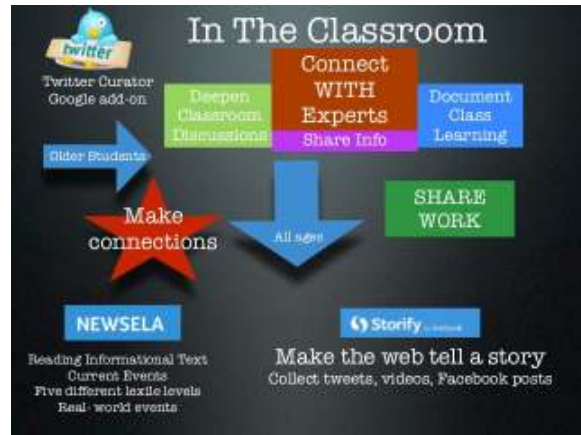 In The Classroom
twitter
Twitter Curator
Google add-on
Deepen
Classroom
Discussions
Connect
WITH
Experts
Share Info
Document
Class
Learning
Older Students
Make
connections
All ages
SHARE
WORK
NEWSELA
Reading Informational Text
Current Events
Five different lexile levels
Real- world events
Storify
Make the web tell a story
Collect tweets, videos, Facebook posts